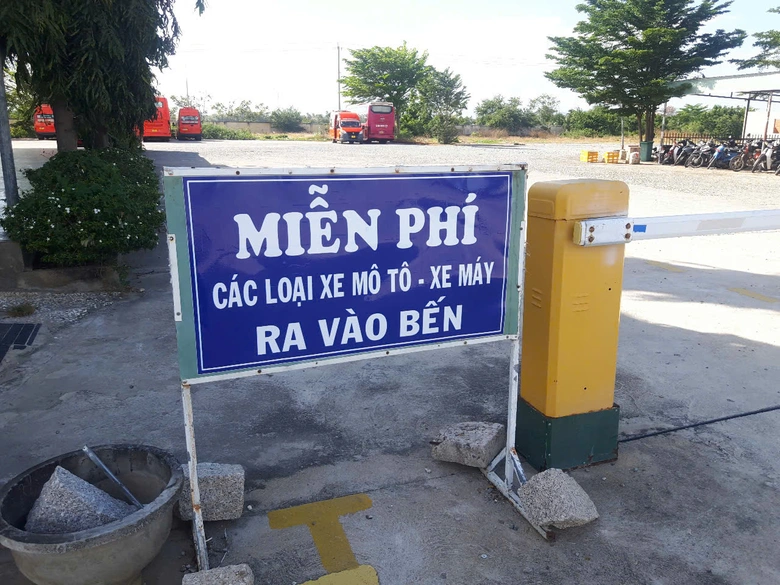 MIỄN PHÍ
CÁC LOẠI XE MÔ TÔ - XE MÁY
RA VÀO BẾN